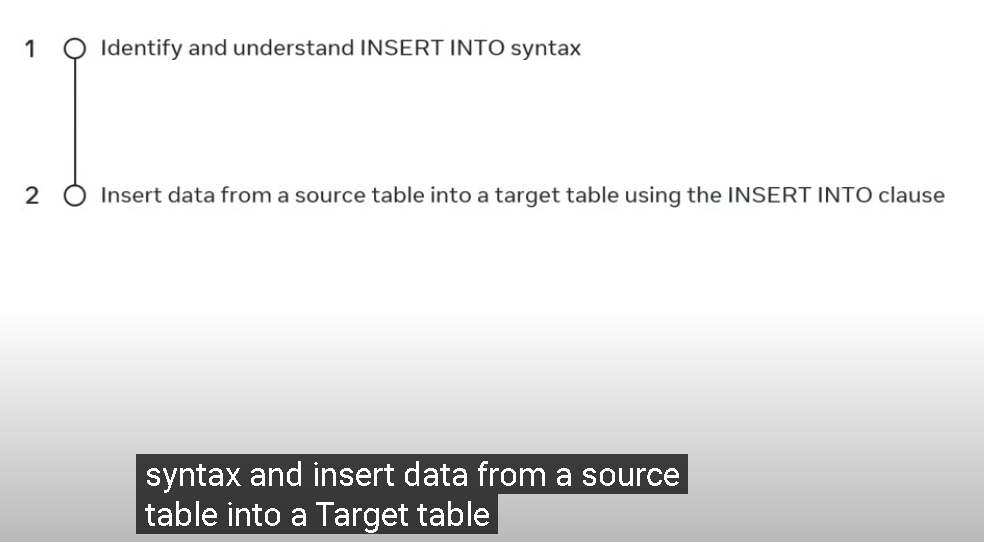 1 Identify and understand INSERT INTO syntax
2 Insert data from a source table into a target table using the INSERT INTO clause
syntax and insert data from a source
table into a Target table